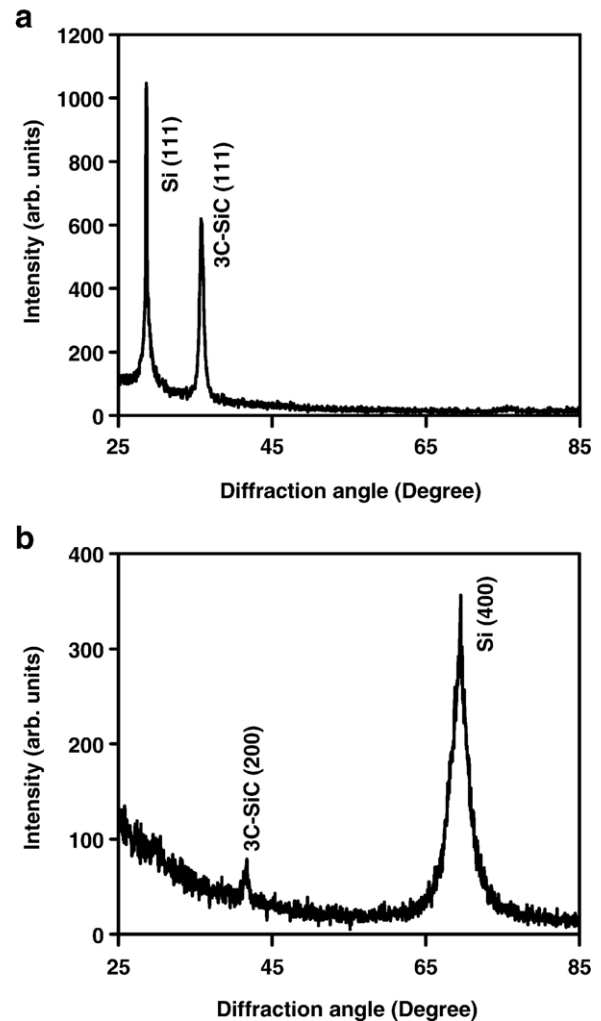 a
1200
1000
800
600
400
200
0
Intensity (arb. units)
Si (111)
3C-SiC (111)
25 45 65 85
Diffraction angle (Degree)
b
400
300
200
100
0
Intensity (arb. units)
3C-SiC (200)
Si (400)
25 45 65 85
Diffraction angle (Degree)